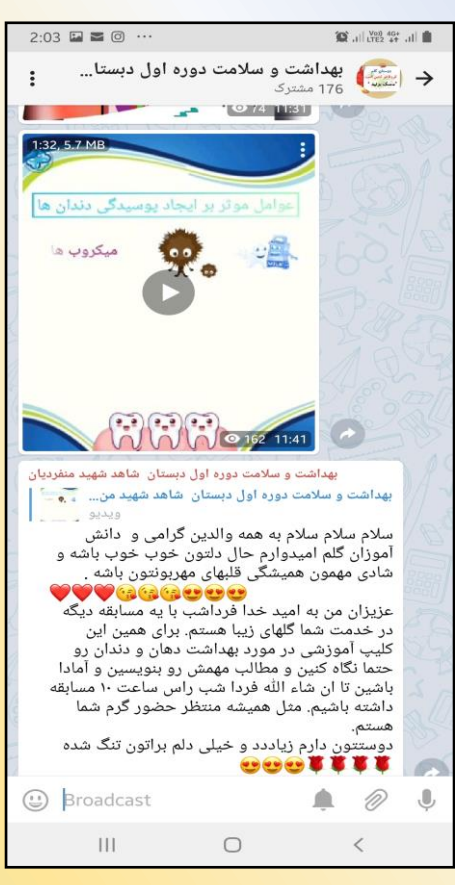 2:03
Vo)) 4G+
LTE2
بهداشت و سلامت دوره اول دبستا...
176 مشترک
74 11:31
1:32, 5.7 MB
عوامل موثر بر ایجاد پوسیدگی دندان ها
میکروب ها
162 11:41
بهداشت و سلامت دوره اول دبستان شاهد شهید منفردیان
بهداشت و سلامت دوره اول دبستان شاهد شهید من...
ویدیو
سلام سلام سلام به همه والدین گرامی و دانش
آموزان گلم امیدوارم حال دلتون خوب خوب باشه و
شادی مهمون همیشگی قلبهای مهربونتون باشه .
❤️❤️❤️😘😘😘😍😍😍
عزیزان من به امید خدا فرداشب با یه مسابقه دیگه
در خدمت شما گلهای زیبا هستم. برای همین این
کلیپ آموزشی در مورد بهداشت دهان و دندان رو
حتما نگاه کنین و مطالب مهمش رو بنویسین و آمادا
باشین تا ان شاء الله فردا شب راس ساعت ۱۰ مسابقه
داشته باشیم. مثل همیشه منتظر حضور گرم شما
هستم.
دوستتون دارم زیاددد و خیلی دلم براتون تنگ شده
😍😍😍🌹🌹🌹🌹
Broadcast